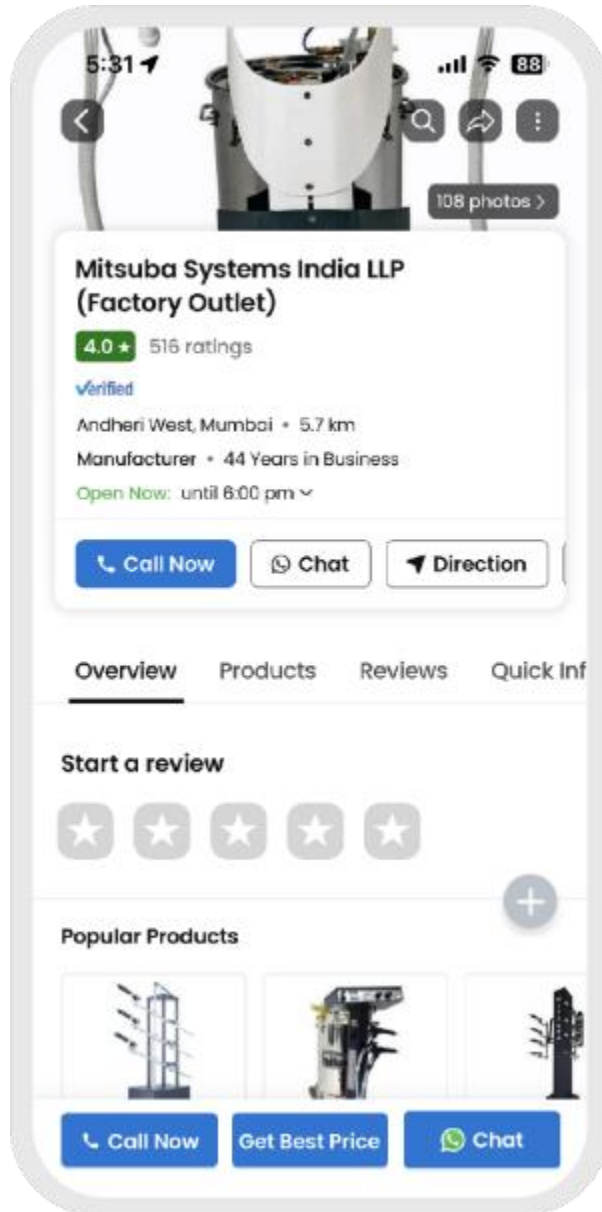 5:31
88
108 photos >
Mitsuba Systems India LLP
(Factory Outlet)
4.0 ★ 516 ratings
Verified
Andheri West, Mumbai • 5.7 km
Manufacturer • 44 Years in Business
Open Now: until 6:00 pm
Call Now Chat Direction
Overview Products Reviews Quick Inf
Start a review
Popular Products
Call Now Get Best Price Chat